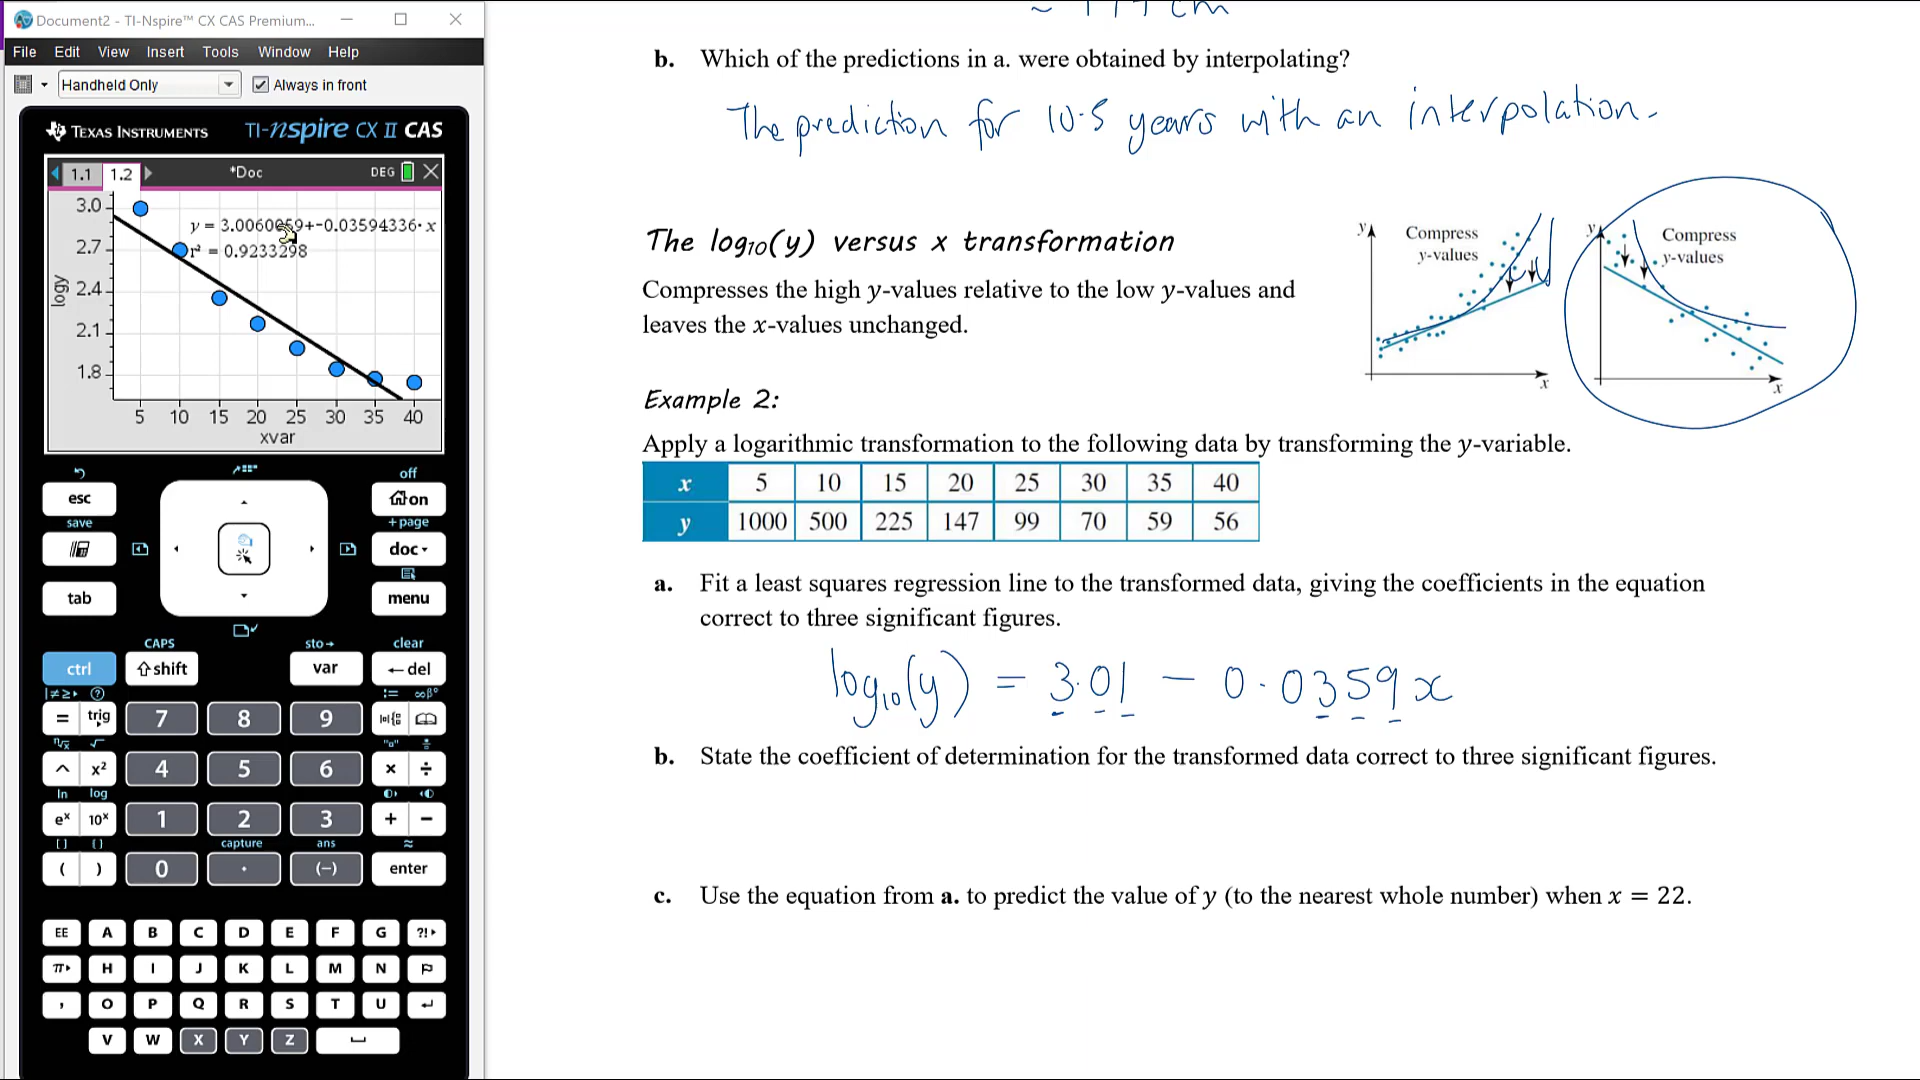 Document2 - TI-Nspire™ CX CAS Premium...
File Edit View Insert Tools Window Help
Handheld Only Always in front
TEXAS INSTRUMENTS TI-nspire CX II CAS
1.1 1.2 *Doc DEG
3.0
2.7
2.4
2.1
1.8
logy
y = 3.0060659+-0.03594336·x
r² = 0.9233298
5 10 15 20 25 30 35 40
xvar
off
esc on
save +page
doc
tab menu
CAPS sto→ clear
ctrl shift var ←del
:= ∞β°
= trig 7 8 9
^ x² 4 5 6 × ÷
ln log
eˣ 10ˣ 1 2 3 + −
[] {} capture ans ≈
( ) 0 . (−) enter
EE A B C D E F G ?!▸
π▸ H I J K L M N
, O P Q R S T U
V W X Y Z
b. Which of the predictions in a. were obtained by interpolating?
The prediction for 10.5 years with an interpolation.
The log₁₀(y) versus x transformation
Compresses the high y-values relative to the low y-values and
leaves the x-values unchanged.
y Compress
y-values
x
y Compress
y-values
x
Example 2:
Apply a logarithmic transformation to the following data by transforming the y-variable.
x 5 10 15 20 25 30 35 40
y 1000 500 225 147 99 70 59 56
a. Fit a least squares regression line to the transformed data, giving the coefficients in the equation
correct to three significant figures.
log₁₀(y) = 3.01 − 0.0359x
b. State the coefficient of determination for the transformed data correct to three significant figures.
c. Use the equation from a. to predict the value of y (to the nearest whole number) when x = 22.